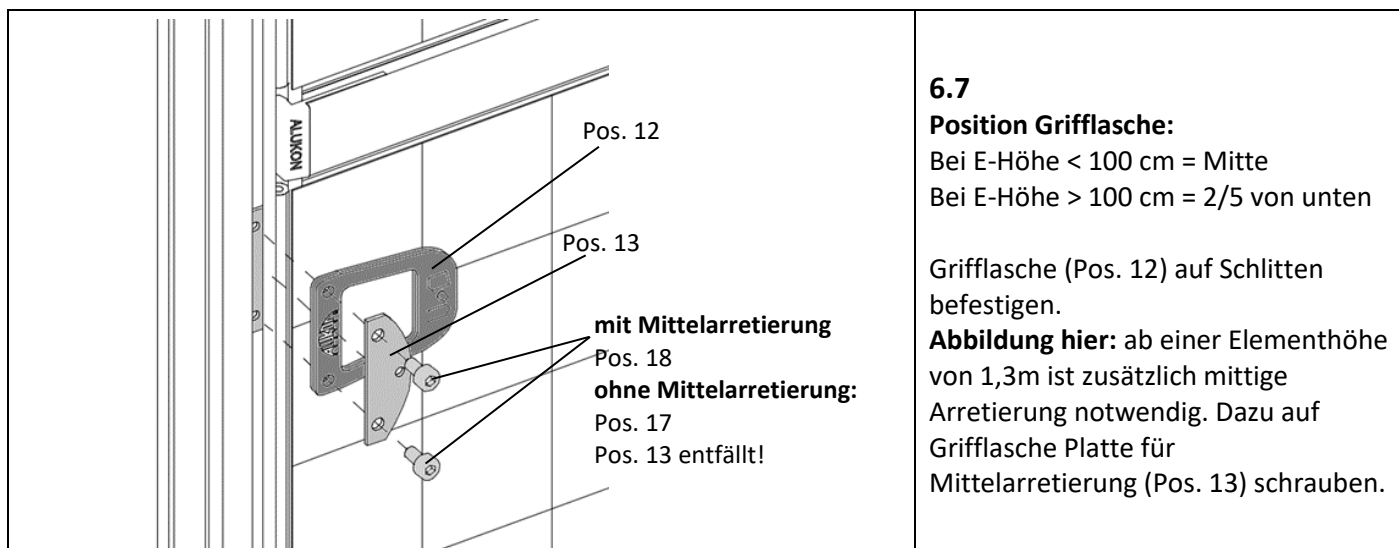 ALUKON
Pos. 12
Pos. 13
mit Mittelarretierung
Pos. 18
ohne Mittelarretierung:
Pos. 17
Pos. 13 entfällt!
6.7
Position Grifflasche:
Bei E-Höhe < 100 cm = Mitte
Bei E-Höhe > 100 cm = 2/5 von unten
Grifflasche (Pos. 12) auf Schlitten
befestigen.
Abbildung hier: ab einer Elementhöhe
von 1,3m ist zusätzlich mittige
Arretierung notwendig. Dazu auf
Grifflasche Platte für
Mittelarretierung (Pos. 13) schrauben.